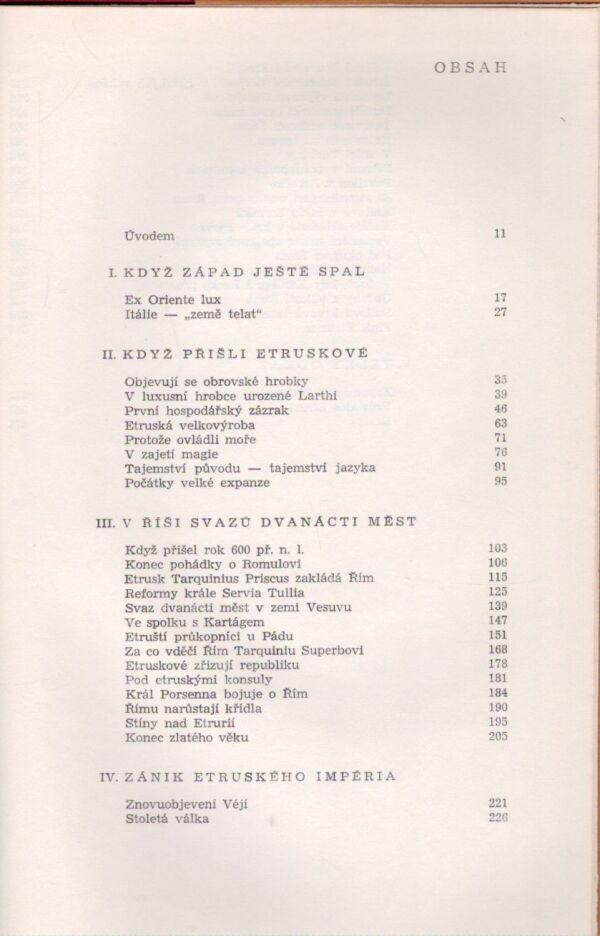 OBSAH
Úvodem 11
I. KDYŽ ZÁPAD JEŠTĚ SPAL
Ex Oriente lux 17
Itálie — „země telat“ 27
II. KDYŽ PŘIŠLI ETRUSKOVÉ
Objevují se obrovské hrobky 35
V luxusní hrobce urozené Larthi 39
První hospodářský zázrak 46
Etruská velkovýroba 63
Protože ovládli moře 71
V zajetí magie 76
Tajemství původu — tajemství jazyka 91
Počátky velké expanze 95
III. V ŘÍŠI SVAZŮ DVANÁCTI MĚST
Když přišel rok 600 př. n. l. 103
Konec pohádky o Romulovi 106
Etrusk Tarquinius Priscus zakládá Řím 115
Reformy krále Servia Tullia 125
Svaz dvanácti měst v zemi Vesuvu 139
Ve spolku s Kartágem 147
Etruští průkopníci u Pádu 151
Za co vděčí Řím Tarquiniu Superbovi 168
Etruskové zřizují republiku 178
Pod etruskými konsuly 181
Král Porsenna bojuje o Řím 184
Římu narůstají křídla 190
Stíny nad Etrurií 195
Konec zlatého věku 205
IV. ZÁNIK ETRUSKÉHO IMPÉRIA
Znovuobjevení Véjí 221
Stoletá válka 226